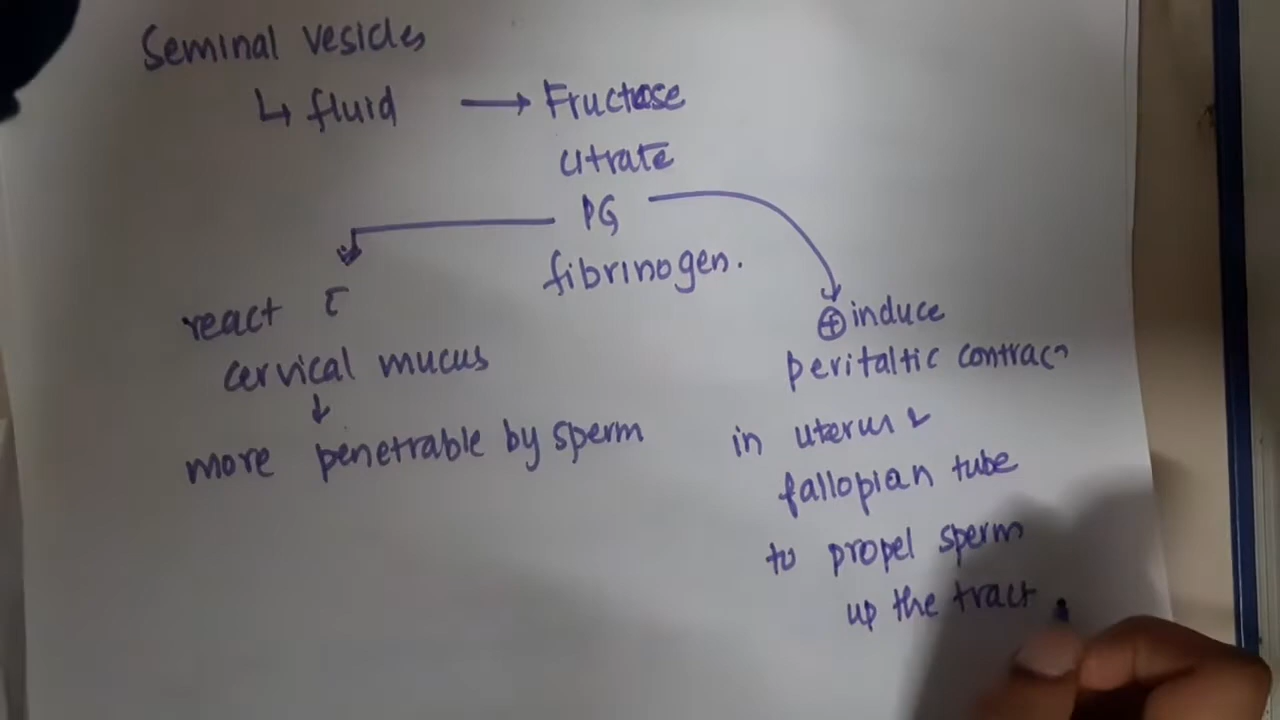 Seminal vesicles
↳ fluid → Fructose
citrate
PG
fibrinogen.
react c̄
cervical mucus
↓
more penetrable by sperm
⊕ induce
peritaltic contracn
in uterus &
fallopian tube
to propel sperm
up the tract